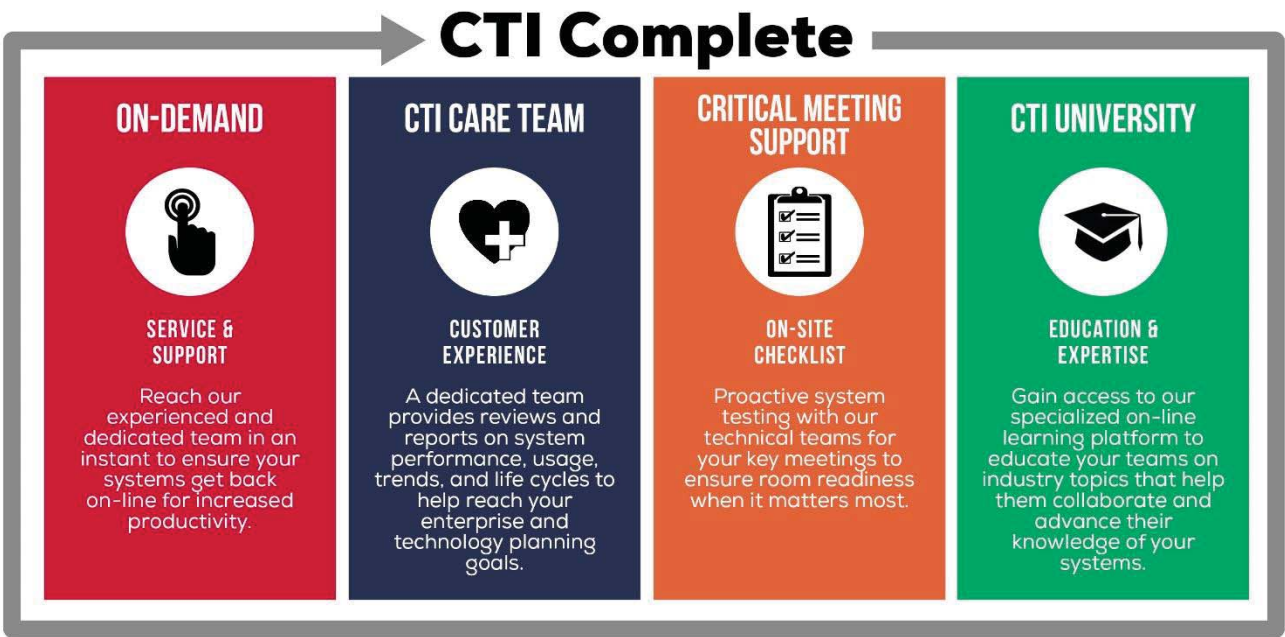 CTI Complete
ON-DEMAND
SERVICE &
SUPPORT
Reach our
experienced and
dedicated team in an
instant to ensure your
systems get back
on-line for increased
productivity.
CTI CARE TEAM
CUSTOMER
EXPERIENCE
A dedicated team
provides reviews and
reports on system
performance, usage,
trends, and life cycles to
help reach your
enterprise and
technology planning
goals.
CRITICAL MEETING
SUPPORT
ON-SITE
CHECKLIST
Proactive system
testing with our
technical teams for
your key meetings to
ensure room readiness
when it matters most.
CTI UNIVERSITY
EDUCATION &
EXPERTISE
Gain access to our
specialized on-line
learning platform to
educate your teams on
industry topics that help
them collaborate and
advance their
knowledge of your
systems.